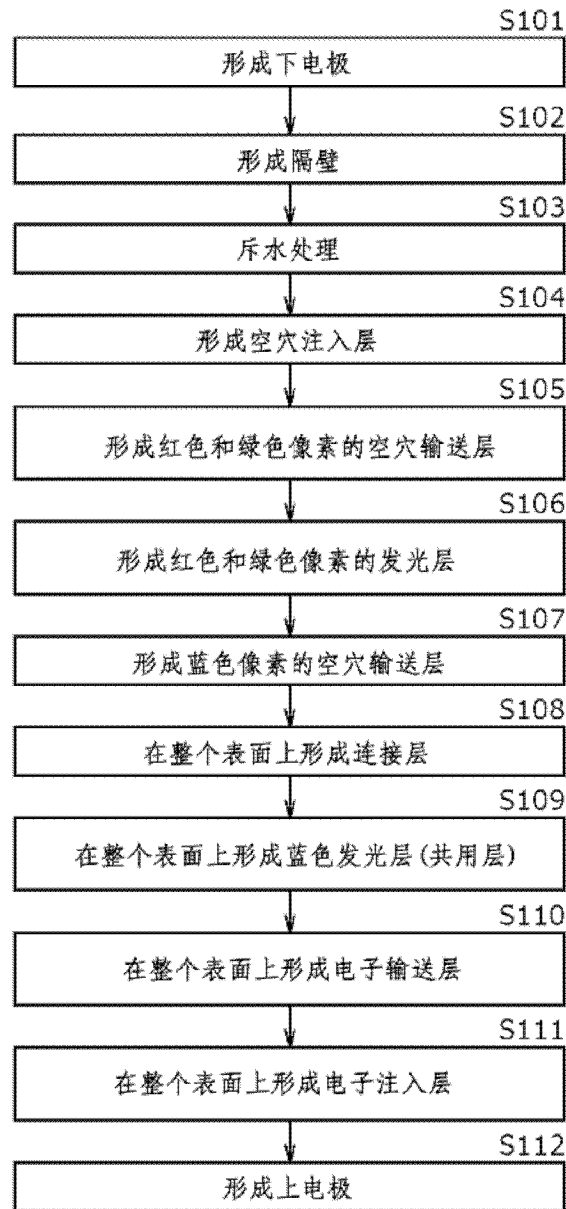 S101
形成下电极
S102
形成隔壁
S103
斥水处理
S104
形成空穴注入层
S105
形成红色和绿色像素的空穴输送层
S106
形成红色和绿色像素的发光层
S107
形成蓝色像素的空穴输送层
S108
在整个表面上形成连接层
S109
在整个表面上形成蓝色发光层(共用层)
S110
在整个表面上形成电子输送层
S111
在整个表面上形成电子注入层
S112
形成上电极